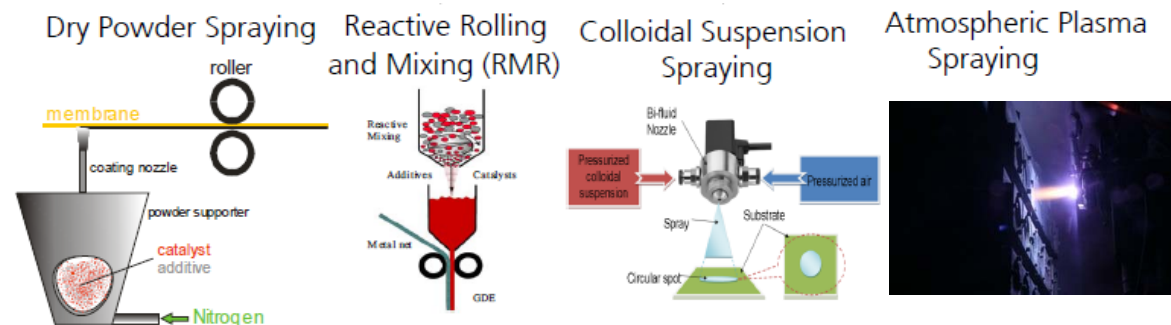 Dry Powder Spraying
roller
membrane
coating nozzle
powder supporter
catalyst
additive
Nitrogen
Reactive Rolling
and Mixing (RMR)
Reactive
Mixing
Additives
Catalysts
Metal net
GDE
Colloidal Suspension
Spraying
Bi-fluid
Nozzle
Pressurized
colloidal
suspension
Pressurized air
Spray
Substrate
Circular spot
Atmospheric Plasma
Spraying